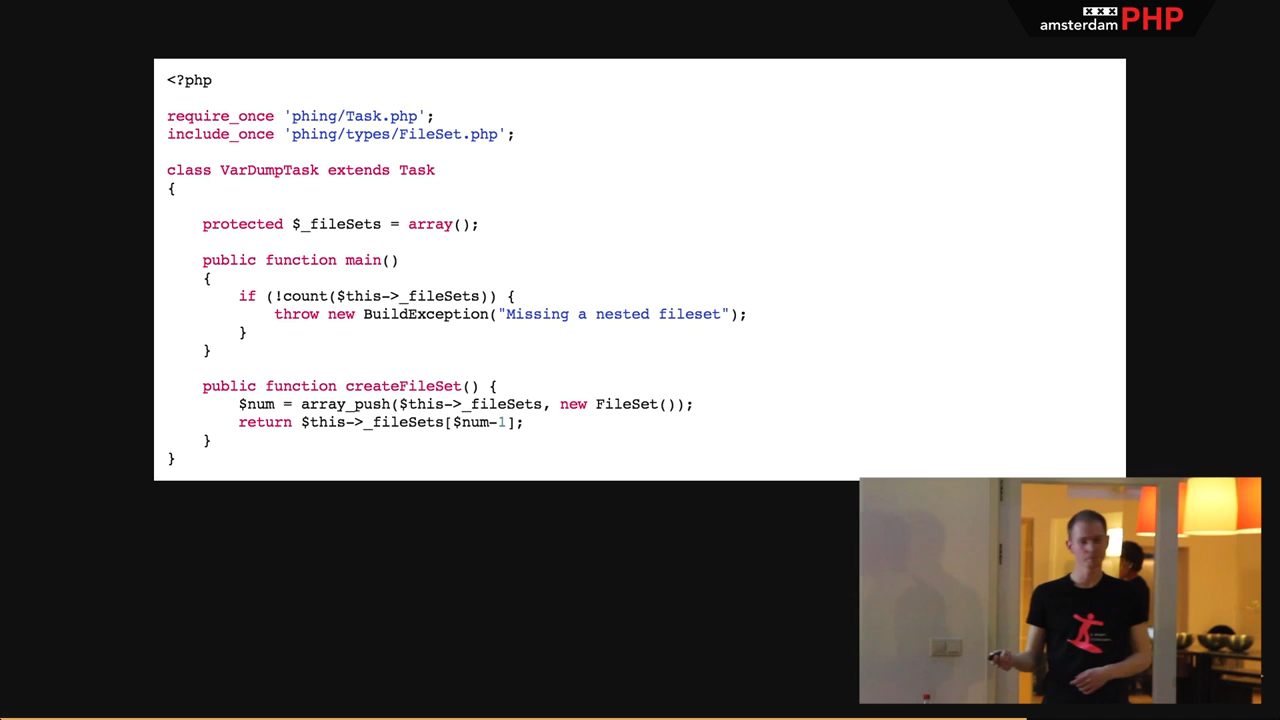 amsterdam PHP
<?php
require_once 'phing/Task.php';
include_once 'phing/types/FileSet.php';
class VarDumpTask extends Task
{
protected $_fileSets = array();
public function main()
{
if (!count($this->_fileSets)) {
throw new BuildException("Missing a nested fileset");
}
}
public function createFileSet() {
$num = array_push($this->_fileSets, new FileSet());
return $this->_fileSets[$num-1];
}
}